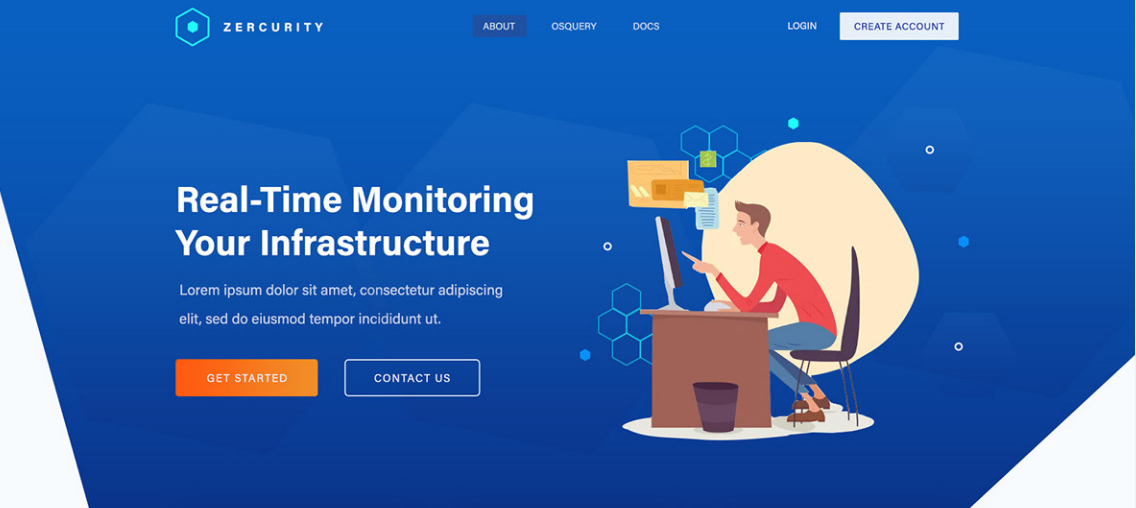 ZERCURITY
ABOUT
OSQUERY
DOCS
LOGIN
CREATE ACCOUNT
Real-Time Monitoring
Your Infrastructure
Lorem ipsum dolor sit amet, consectetur adipiscing
elit, sed do eiusmod tempor incididunt ut.
GET STARTED
CONTACT US